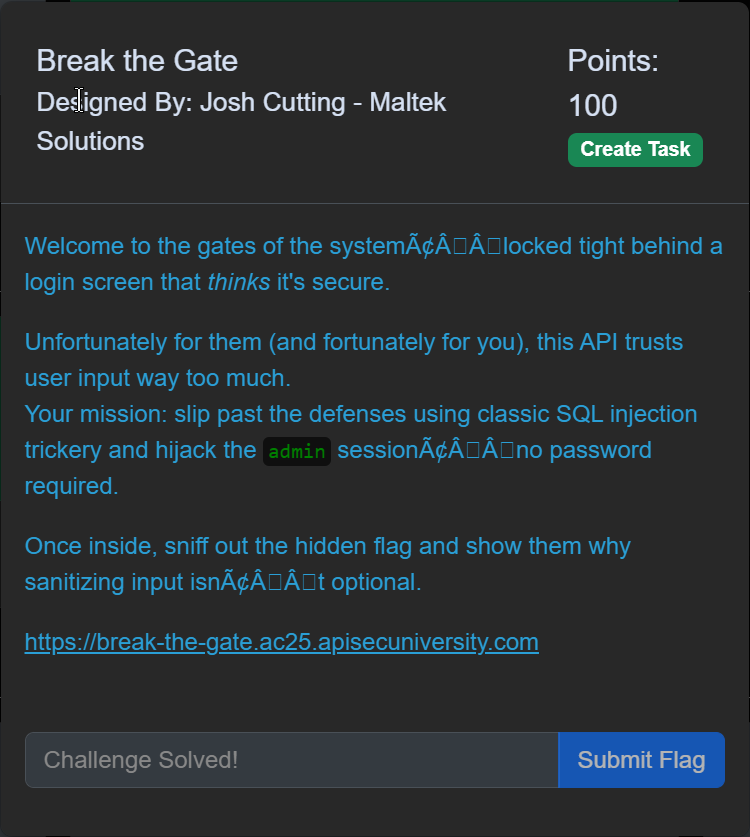 Break the Gate
Points:
Designed By: Josh Cutting - Maltek
Solutions
100
Create Task
Welcome to the gates of the systemÃ¢Â□Â□locked tight behind a
login screen that thinks it's secure.
Unfortunately for them (and fortunately for you), this API trusts
user input way too much.
Your mission: slip past the defenses using classic SQL injection
trickery and hijack the admin sessionÃ¢Â□Â□no password
required.
Once inside, sniff out the hidden flag and show them why
sanitizing input isnÃ¢Â□Â□t optional.
https://break-the-gate.ac25.apisecuniversity.com
Challenge Solved!
Submit Flag